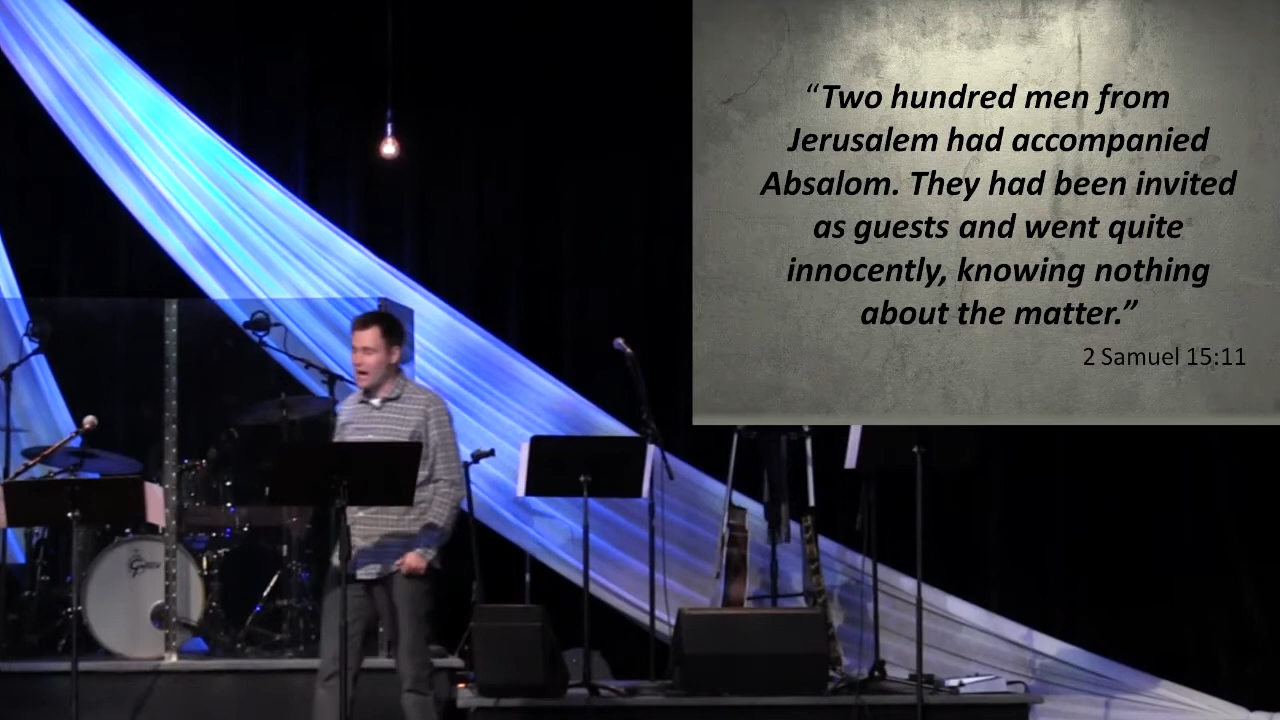 “Two hundred men from
Jerusalem had accompanied
Absalom. They had been invited
as guests and went quite
innocently, knowing nothing
about the matter.”
2 Samuel 15:11
Gretsch